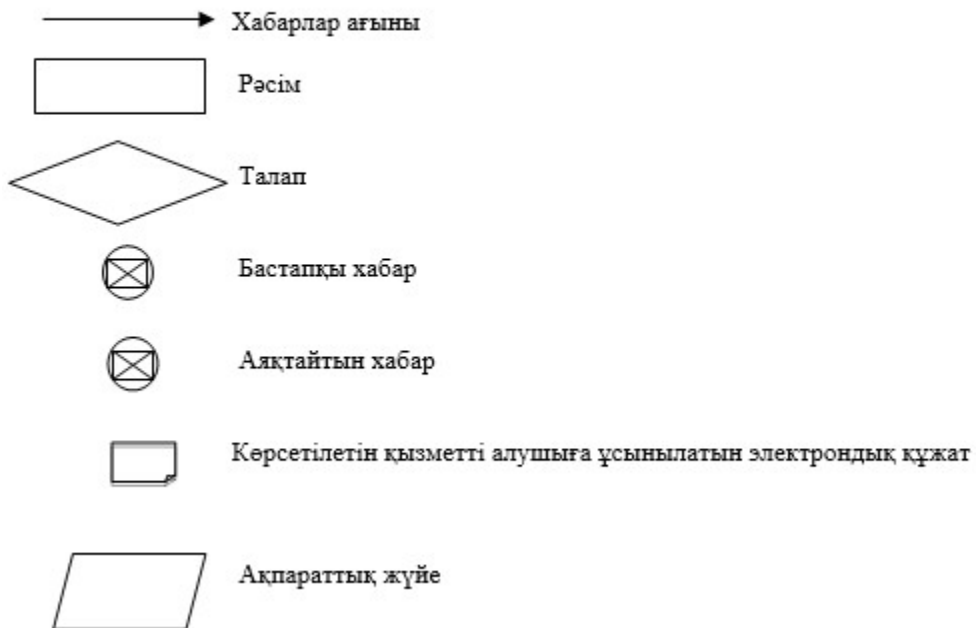 Хабарлар ағыны
Рәсім
Талап
Бастапқы хабар
Аяқтайтын хабар
Көрсетілетін қызметті алушыға ұсынылатын электрондық құжат
Ақпараттық жүйе